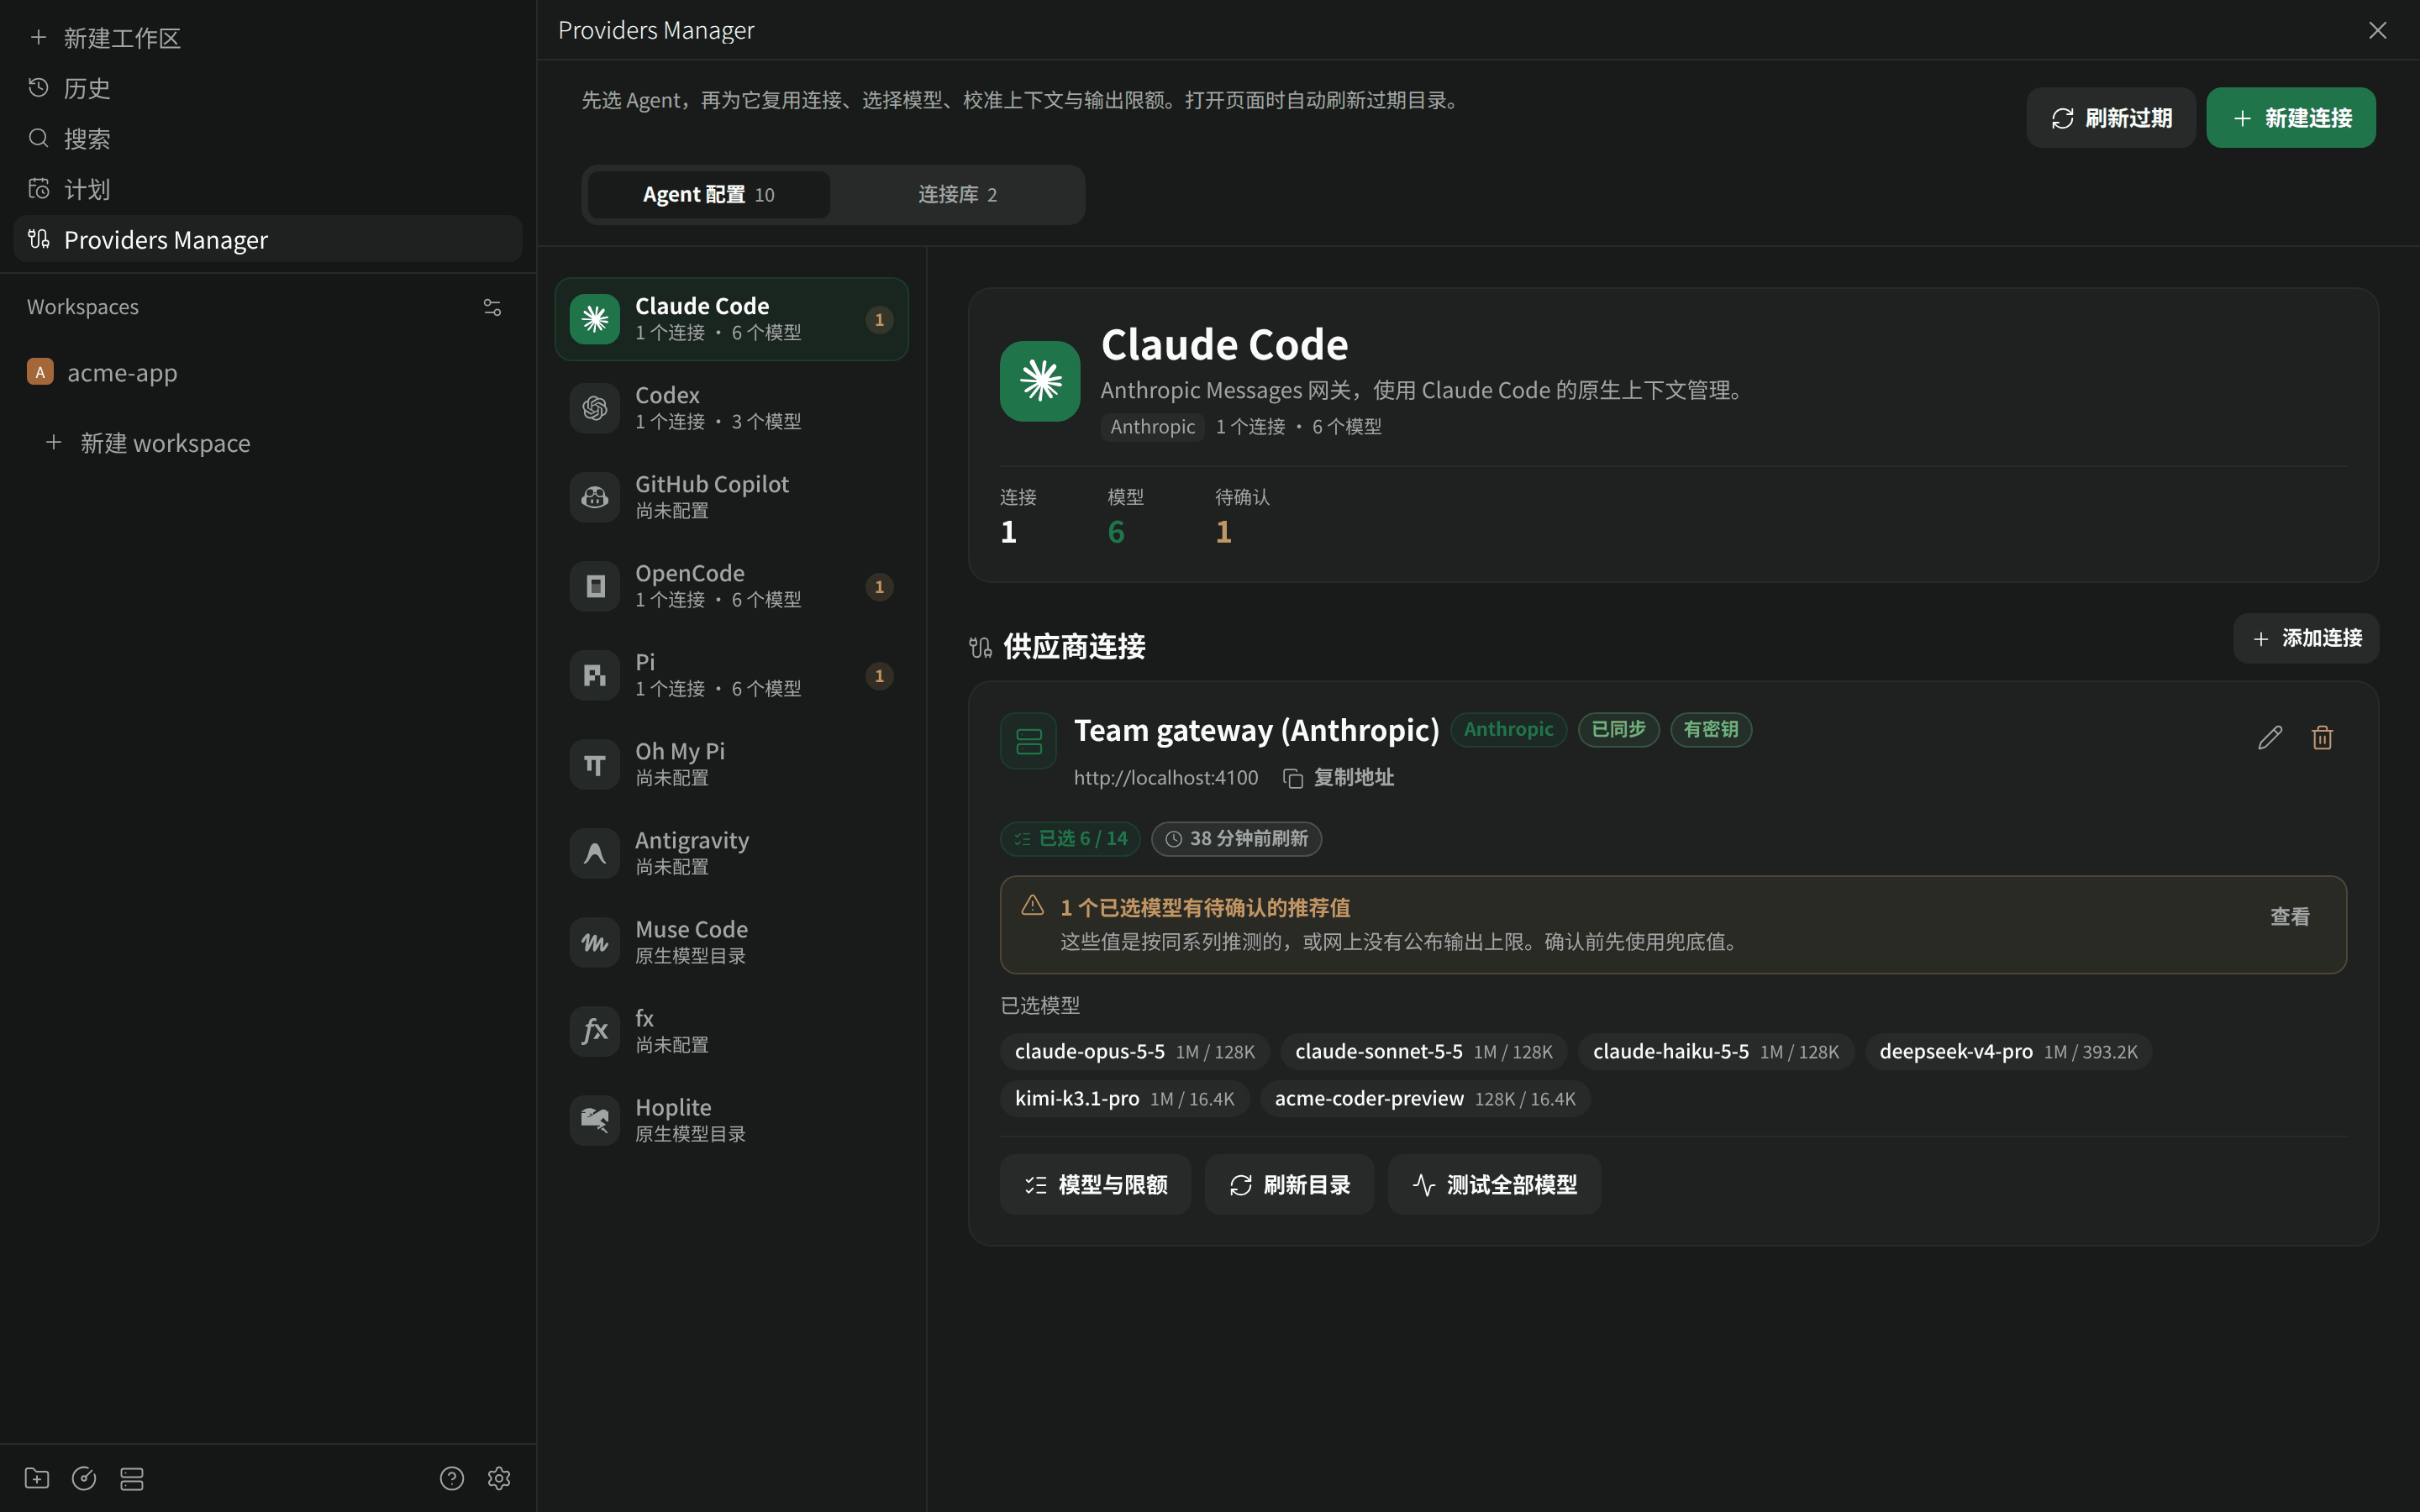 新建工作区
历史
搜索
计划
Providers Manager
Workspaces
A acme-app
新建 workspace
Providers Manager
先选 Agent，再为它复用连接、选择模型、校准上下文与输出限额。打开页面时自动刷新过期目录。
刷新过期
新建连接
Agent 配置 10
连接库 2
Claude Code
1 个连接 • 6 个模型
1
Codex
1 个连接 • 3 个模型
GitHub Copilot
尚未配置
OpenCode
1 个连接 • 6 个模型
1
Pi
1 个连接 • 6 个模型
1
Oh My Pi
尚未配置
Antigravity
尚未配置
Muse Code
原生模型目录
fx
尚未配置
Hoplite
原生模型目录
Claude Code
Anthropic Messages 网关，使用 Claude Code 的原生上下文管理。
Anthropic 1 个连接 • 6 个模型
连接 模型 待确认
1 6 1
供应商连接
添加连接
Team gateway (Anthropic) Anthropic 已同步 有密钥
http://localhost:4100 复制地址
已选 6 / 14 38 分钟前刷新
1 个已选模型有待确认的推荐值
这些值是按同系列推测的，或网上没有公布输出上限。确认前先使用兜底值。
查看
已选模型
claude-opus-5-5 1M / 128K claude-sonnet-5-5 1M / 128K claude-haiku-5-5 1M / 128K deepseek-v4-pro 1M / 393.2K
kimi-k3.1-pro 1M / 16.4K acme-coder-preview 128K / 16.4K
模型与限额 刷新目录 测试全部模型